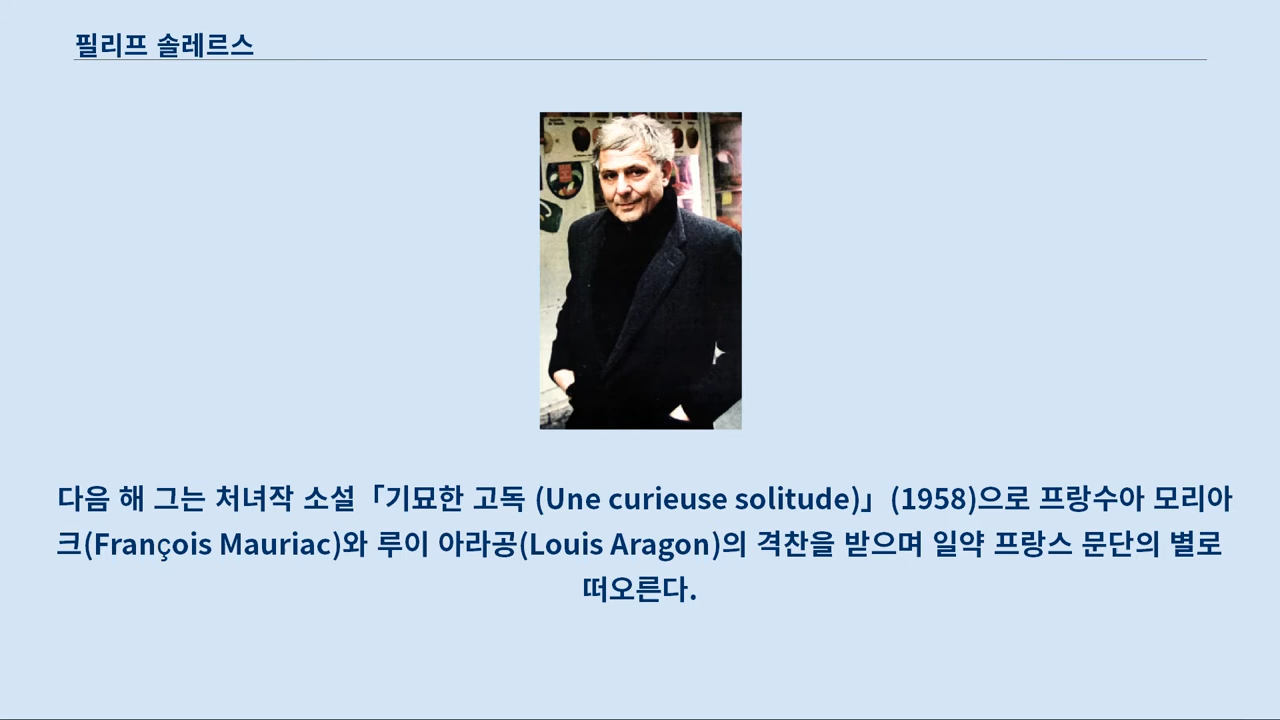 필리프 솔레르스
다음 해 그는 처녀작 소설「기묘한 고독 (Une curieuse solitude)」(1958)으로 프랑수아 모리아
크(François Mauriac)와 루이 아라공(Louis Aragon)의 격찬을 받으며 일약 프랑스 문단의 별로
떠오른다.